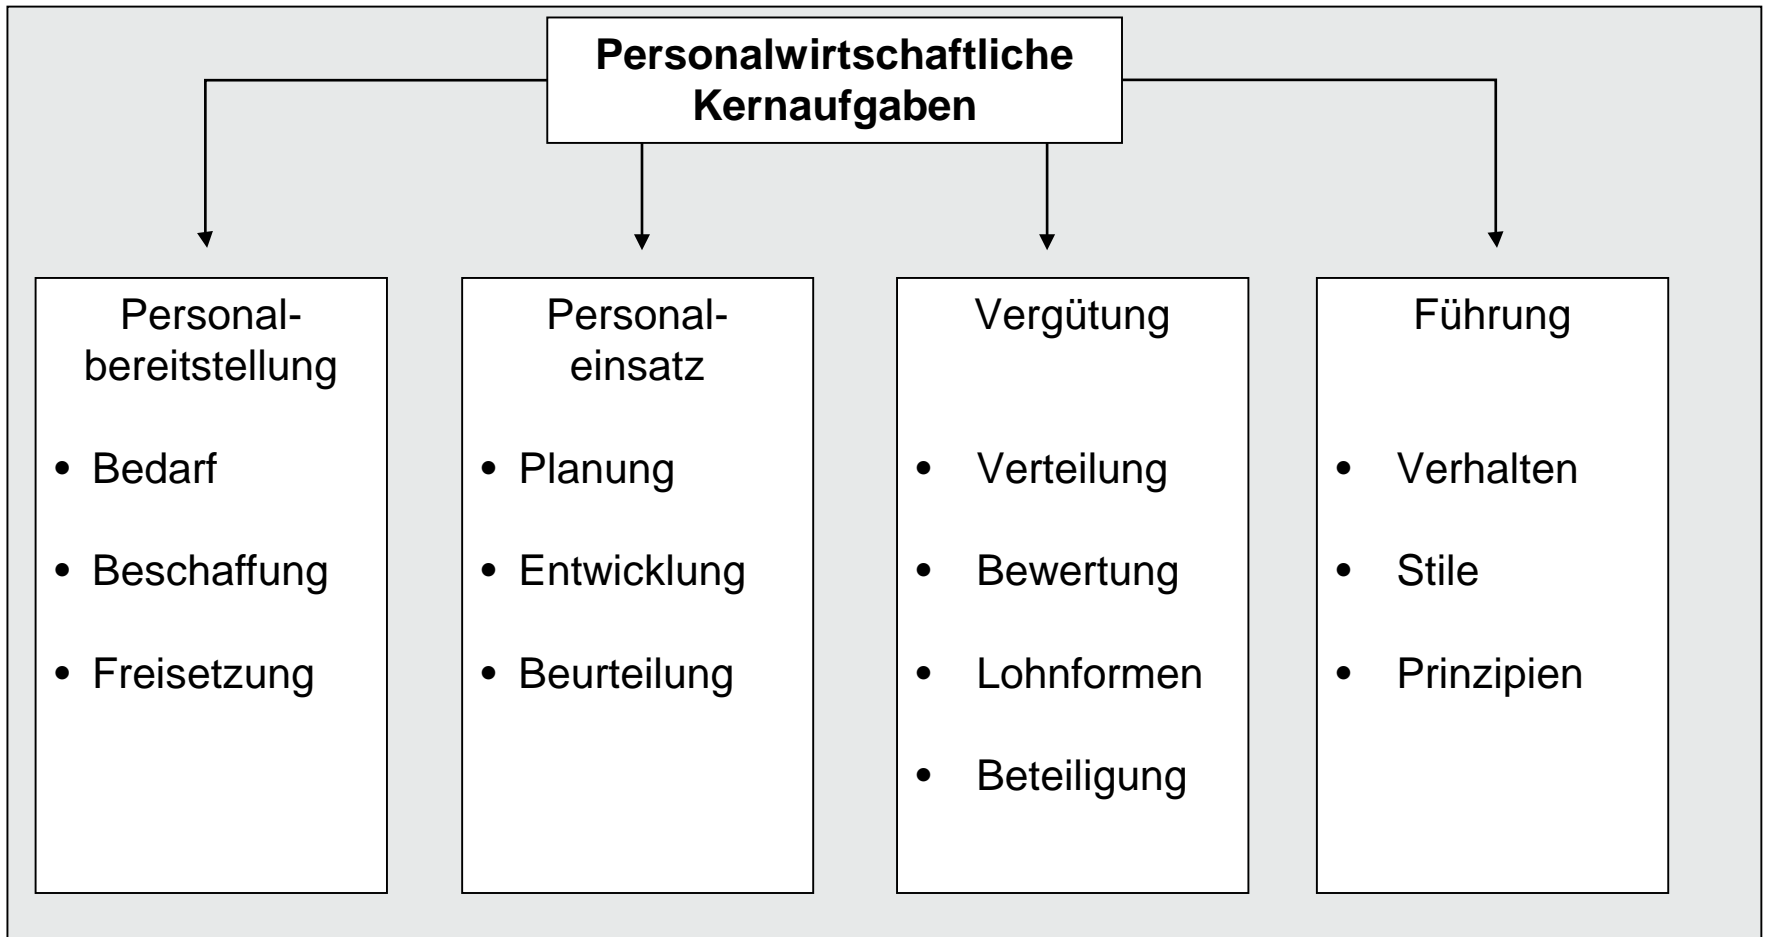 Personalwirtschaftliche
Kernaufgaben
Personal-
bereitstellung
• Bedarf
• Beschaffung
• Freisetzung
Personal-
einsatz
• Planung
• Entwicklung
• Beurteilung
Vergütung
• Verteilung
• Bewertung
• Lohnformen
• Beteiligung
Führung
• Verhalten
• Stile
• Prinzipien